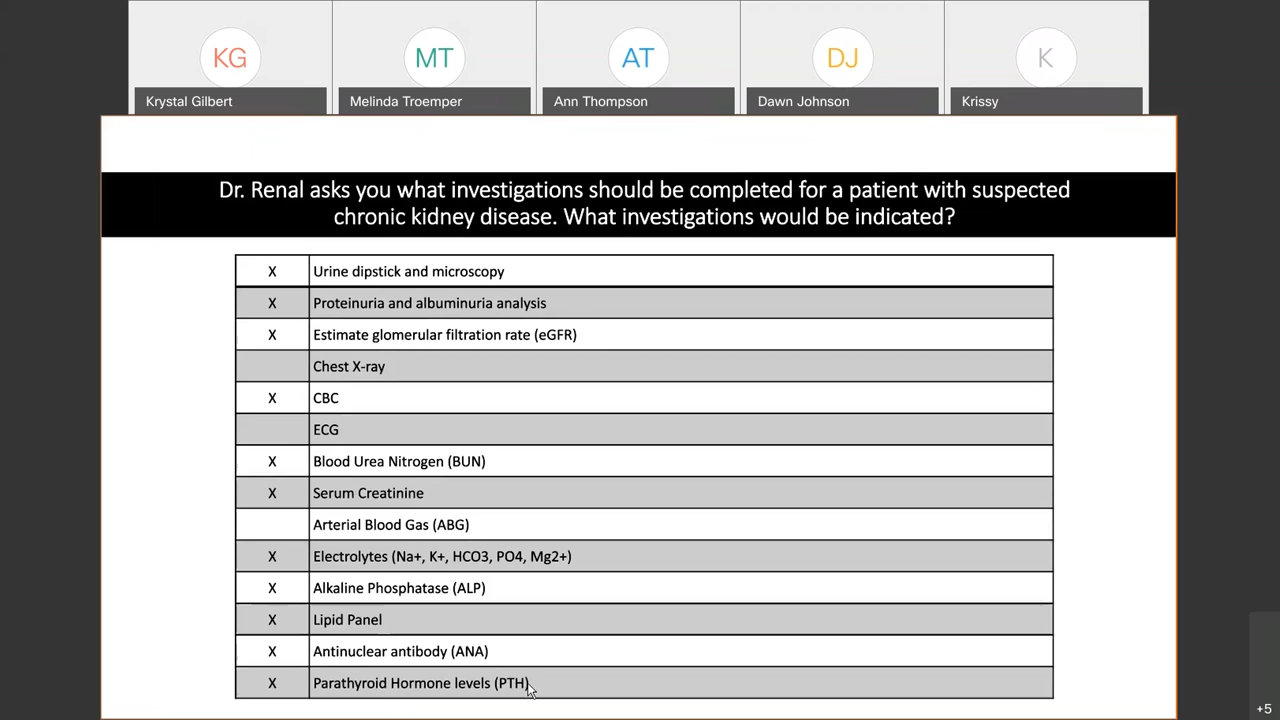 KG
MT
AT
DJ
K
Krystal Gilbert
Melinda Troemper
Ann Thompson
Dawn Johnson
Krissy
Dr. Renal asks you what investigations should be completed for a patient with suspected
chronic kidney disease. What investigations would be indicated?
X Urine dipstick and microscopy
X Proteinuria and albuminuria analysis
X Estimate glomerular filtration rate (eGFR)
Chest X-ray
X CBC
ECG
X Blood Urea Nitrogen (BUN)
X Serum Creatinine
Arterial Blood Gas (ABG)
X Electrolytes (Na+, K+, HCO3, PO4, Mg2+)
X Alkaline Phosphatase (ALP)
X Lipid Panel
X Antinuclear antibody (ANA)
X Parathyroid Hormone levels (PTH)
+5